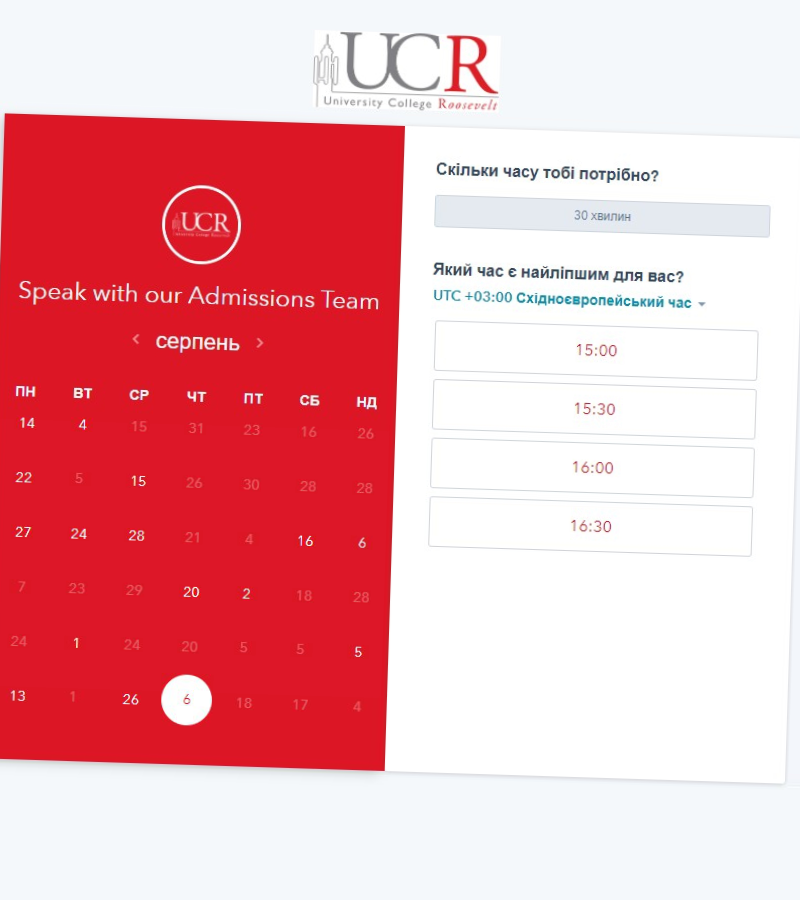 UCR
University College Roosevelt
UCR
Speak with our Admissions Team
серпень
ПН ВТ СР ЧТ ПТ СБ НД
14 4 15 31 23 16 26
22 5 15 26 30 28 28
27 24 28 21 4 16 6
7 23 29 20 2 18 28
24 1 24 20 5 5 5
13 1 26 6 18 17 4
Скільки часу тобі потрібно?
30 хвилин
Який час є найліпшим для вас?
UTC +03:00 Східноєвропейський час
15:00
15:30
16:00
16:30